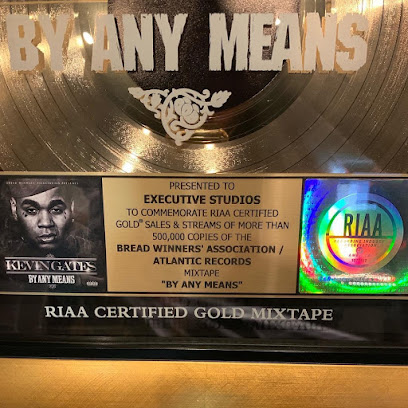 BY ANY MEANS
PRESENTED TO
EXECUTIVE STUDIOS
TO COMMEMORATE RIAA CERTIFIED
GOLD® SALES & STREAMS OF MORE THAN
500,000 COPIES OF THE
BREAD WINNERS' ASSOCIATION /
ATLANTIC RECORDS
MIXTAPE
"BY ANY MEANS"
KEVIN GATES
BY ANY MEANS
RIAA
RIAA CERTIFIED GOLD MIXTAPE